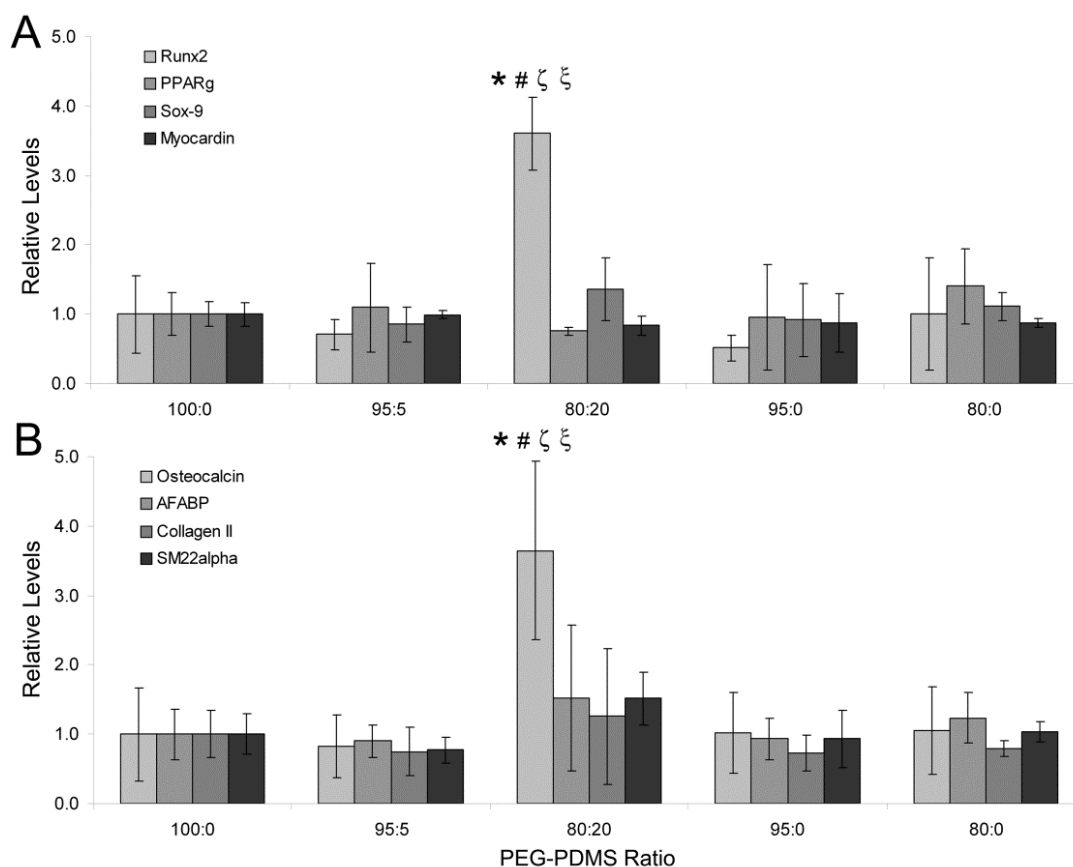 A
Runx2
PPARg
Sox-9
Myocardin
* # ζ ξ
5.0
4.0
3.0
2.0
1.0
0.0
Relative Levels
100:0 95:5 80:20 95:0 80:0
B
Osteocalcin
AFABP
Collagen II
SM22alpha
* # ζ ξ
5.0
4.0
3.0
2.0
1.0
0.0
Relative Levels
100:0 95:5 80:20 95:0 80:0
PEG-PDMS Ratio